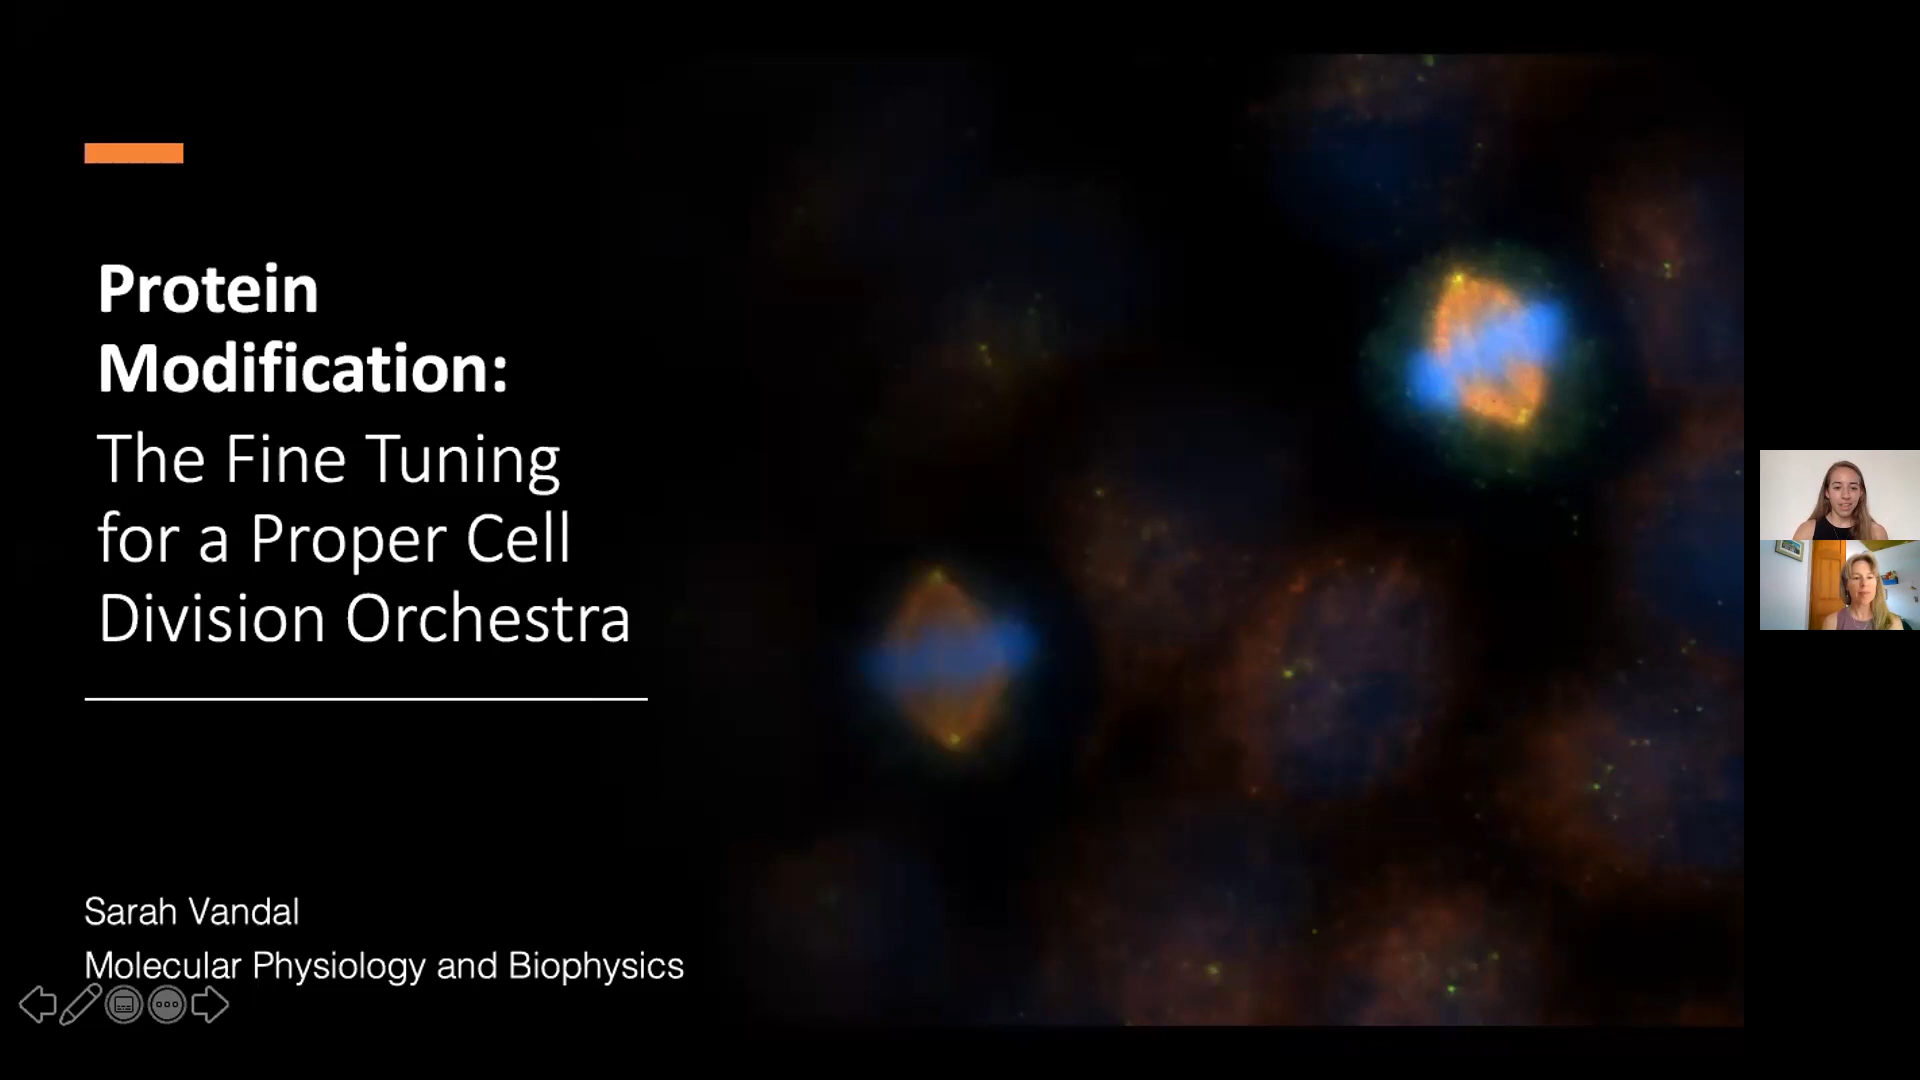 Protein
Modification:
The Fine Tuning
for a Proper Cell
Division Orchestra
Sarah Vandal
Molecular Physiology and Biophysics